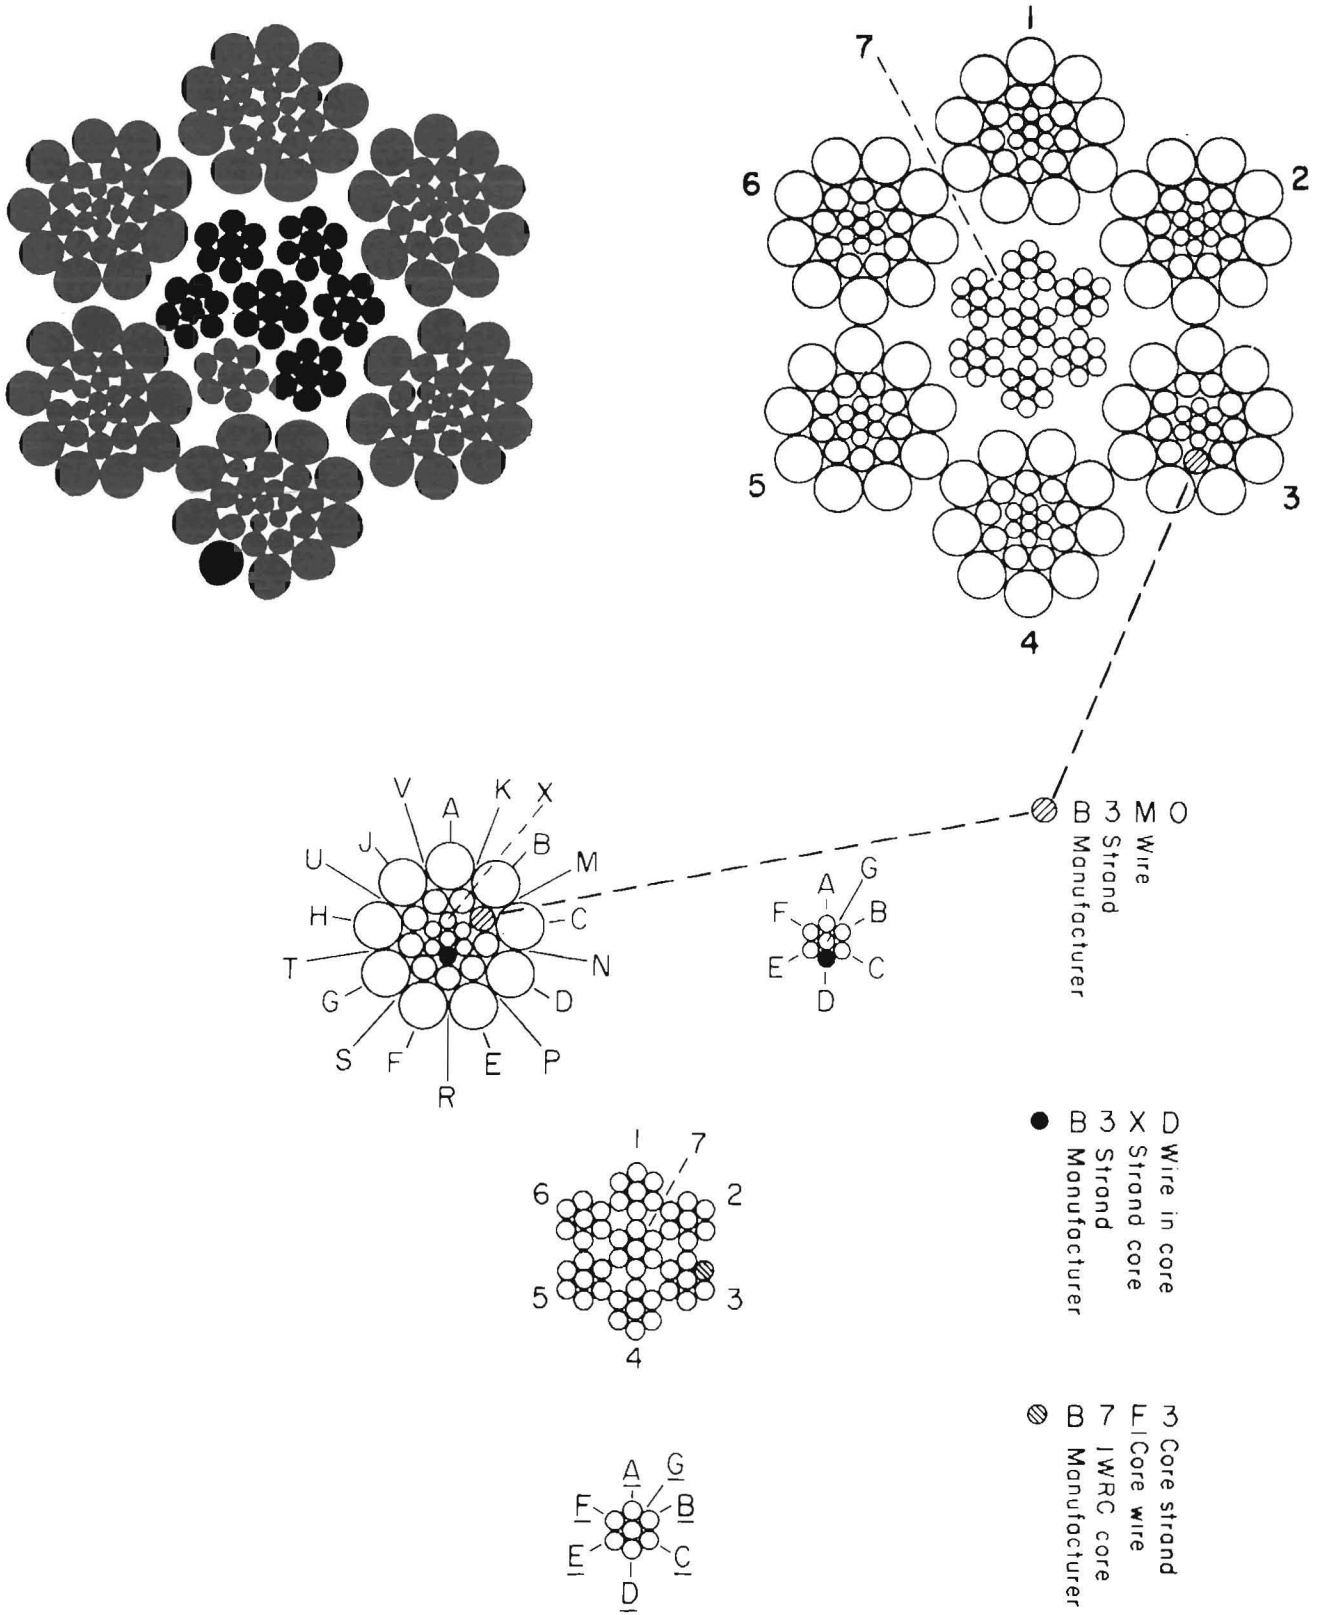 1
7
6
2
5
3
4
V
A
K
X
J
B
U
M
H
C
T
N
G
D
S
F
E
P
R
A
G
F
B
E
C
D
B 3 M O
Manufacturer
Strand
Wire
B 3 X D
Manufacturer
Strand
Strand core
Wire in core
1
7
6
2
5
3
4
B 7 F 3
Manufacturer
IWRC core
Core wire
Core strand
A
G
F
B
E
C
D